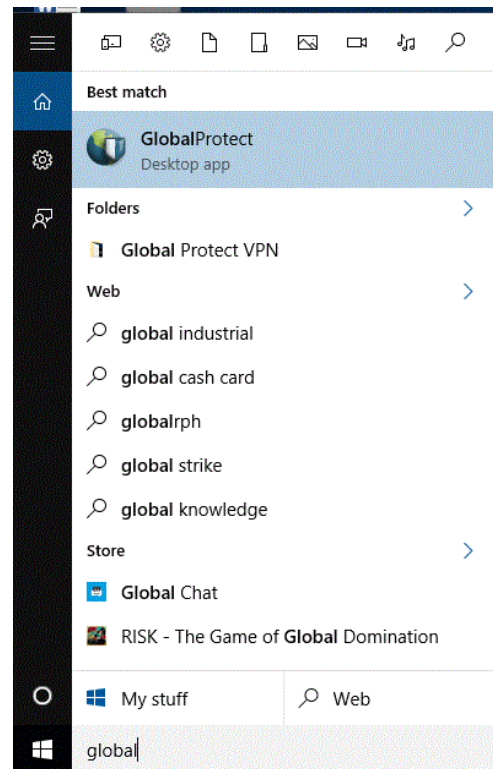 Best match
GlobalProtect
Desktop app
Folders
Global Protect VPN
Web
global industrial
global cash card
globalrph
global strike
global knowledge
Store
Global Chat
RISK - The Game of Global Domination
My stuff
Web
global